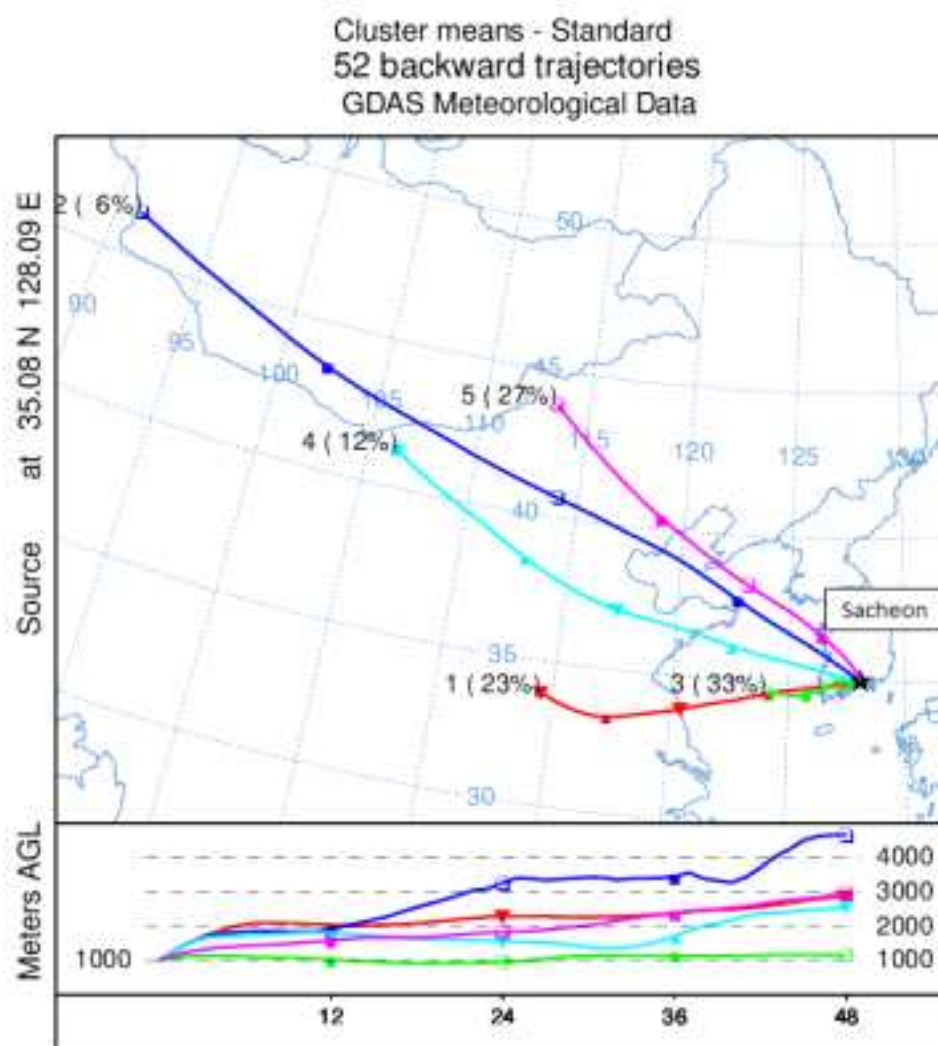 Cluster means - Standard
52 backward trajectories
GDAS Meteorological Data
Source at 35.08 N 128.09 E
2 ( 6%)
50
90
95
100
45
105
5 ( 27%)
110
115
4 ( 12%)
120
125
130
40
Sacheon
35
1 ( 23%)
3 ( 33%)
30
Meters AGL
4000
3000
2000
1000
1000
12
24
36
48